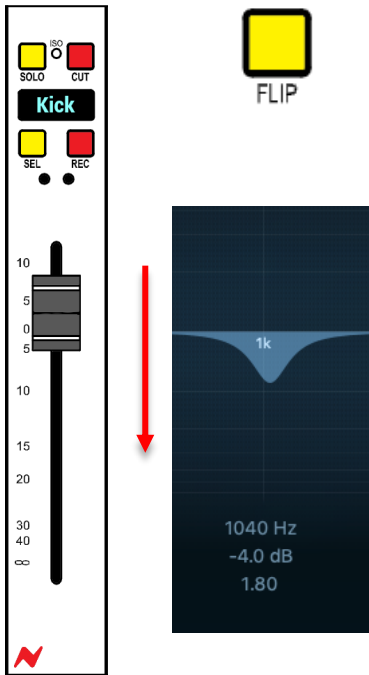 ISO
SOLO CUT
Kick
SEL REC
10
5
0
5
10
15
20
30
40
∞
FLIP
1k
1040 Hz
-4.0 dB
1.80